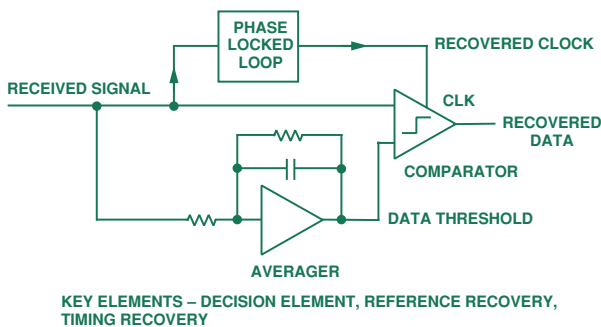 PHASE
LOCKED
LOOP
RECOVERED CLOCK
RECEIVED SIGNAL
CLK
RECOVERED
DATA
COMPARATOR
DATA THRESHOLD
AVERAGER
KEY ELEMENTS – DECISION ELEMENT, REFERENCE RECOVERY,
TIMING RECOVERY